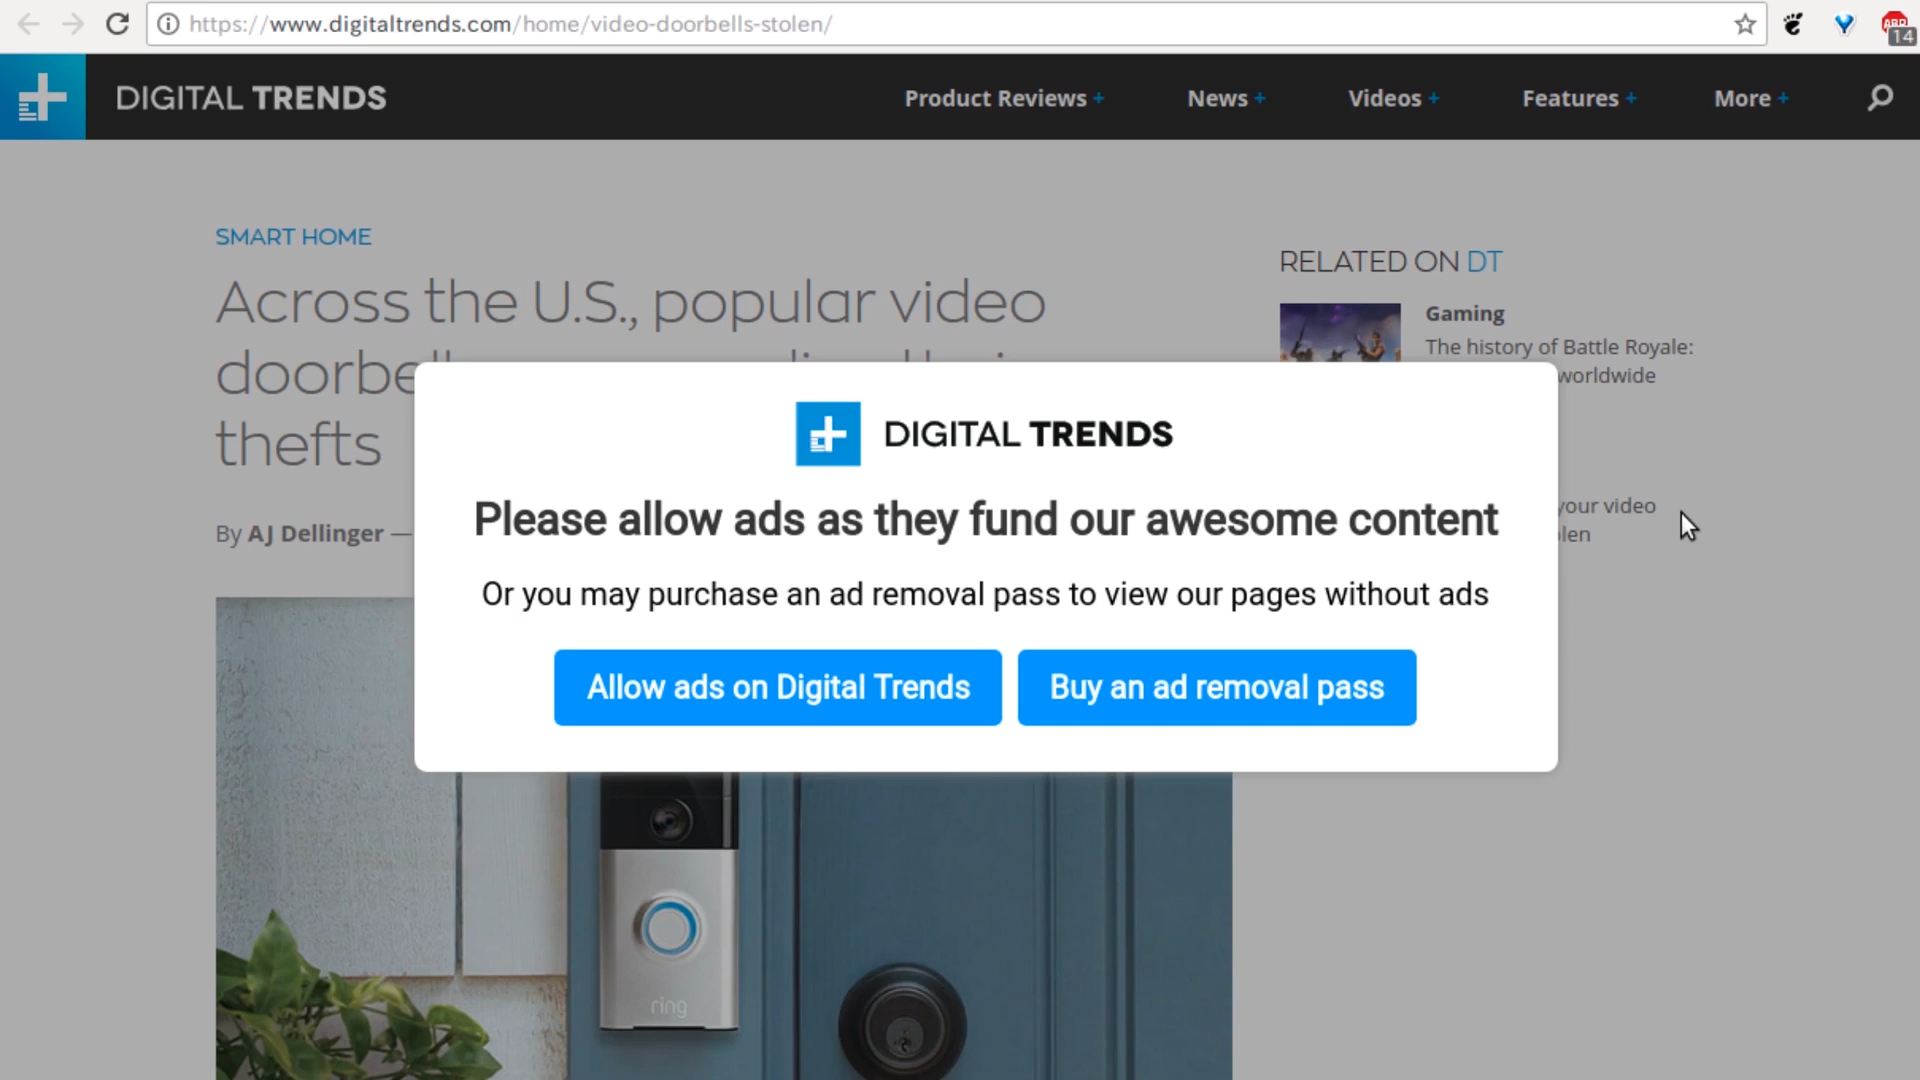 https://www.digitaltrends.com/home/video-doorbells-stolen/
ABP
14
DIGITAL TRENDS
Product Reviews +
News +
Videos +
Features +
More +
SMART HOME
Across the U.S., popular video
thefts
By AJ Dellinger —
RELATED ON DT
Gaming
The history of Battle Royale:
worldwide
your video
DIGITAL TRENDS
Please allow ads as they fund our awesome content
Or you may purchase an ad removal pass to view our pages without ads
Allow ads on Digital Trends
Buy an ad removal pass
ring